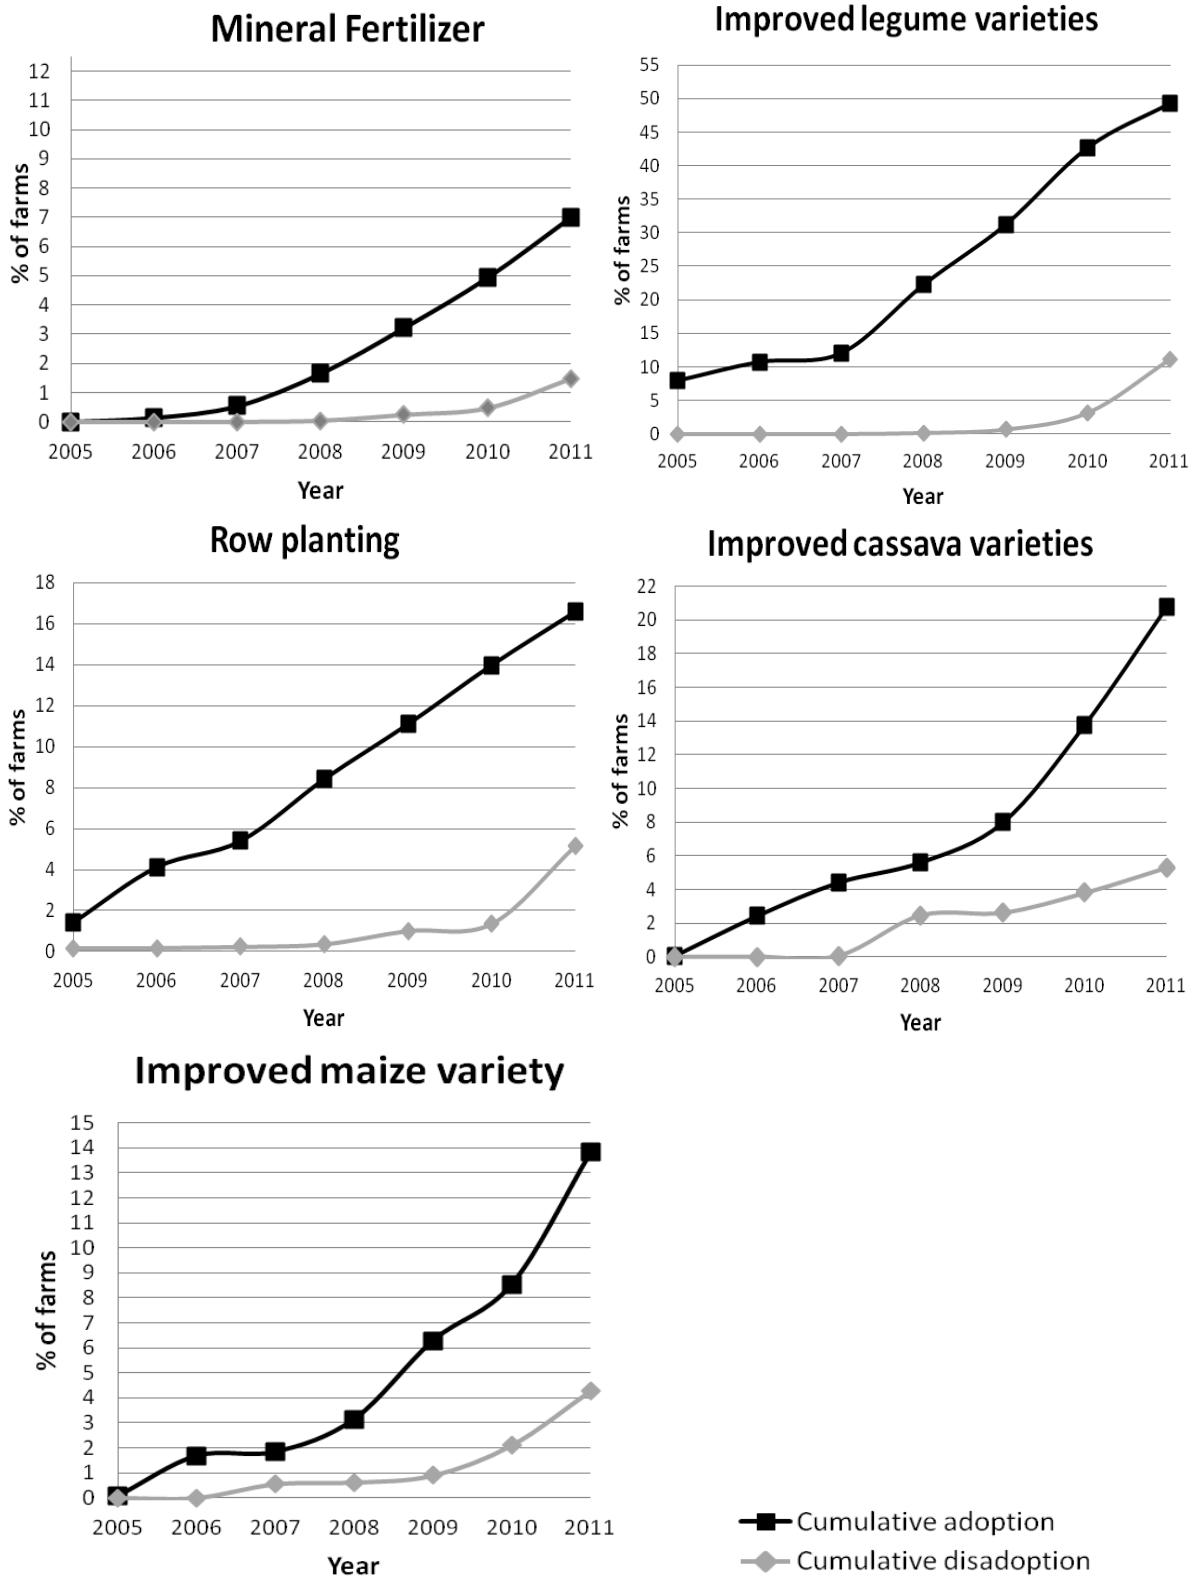 Mineral Fertilizer
% of farms
12
11
10
9
8
7
6
5
4
3
2
1
0
2005 2006 2007 2008 2009 2010 2011
Year
Improved legume varieties
% of farms
55
50
45
40
35
30
25
20
15
10
5
0
2005 2006 2007 2008 2009 2010 2011
Year
Row planting
% of farms
18
16
14
12
10
8
6
4
2
0
2005 2006 2007 2008 2009 2010 2011
Year
Improved cassava varieties
% of farms
22
20
18
16
14
12
10
8
6
4
2
0
2005 2006 2007 2008 2009 2010 2011
Year
Improved maize variety
% of farms
15
14
13
12
11
10
9
8
7
6
5
4
3
2
1
0
2005 2006 2007 2008 2009 2010 2011
Year
Cumulative adoption
Cumulative disadoption